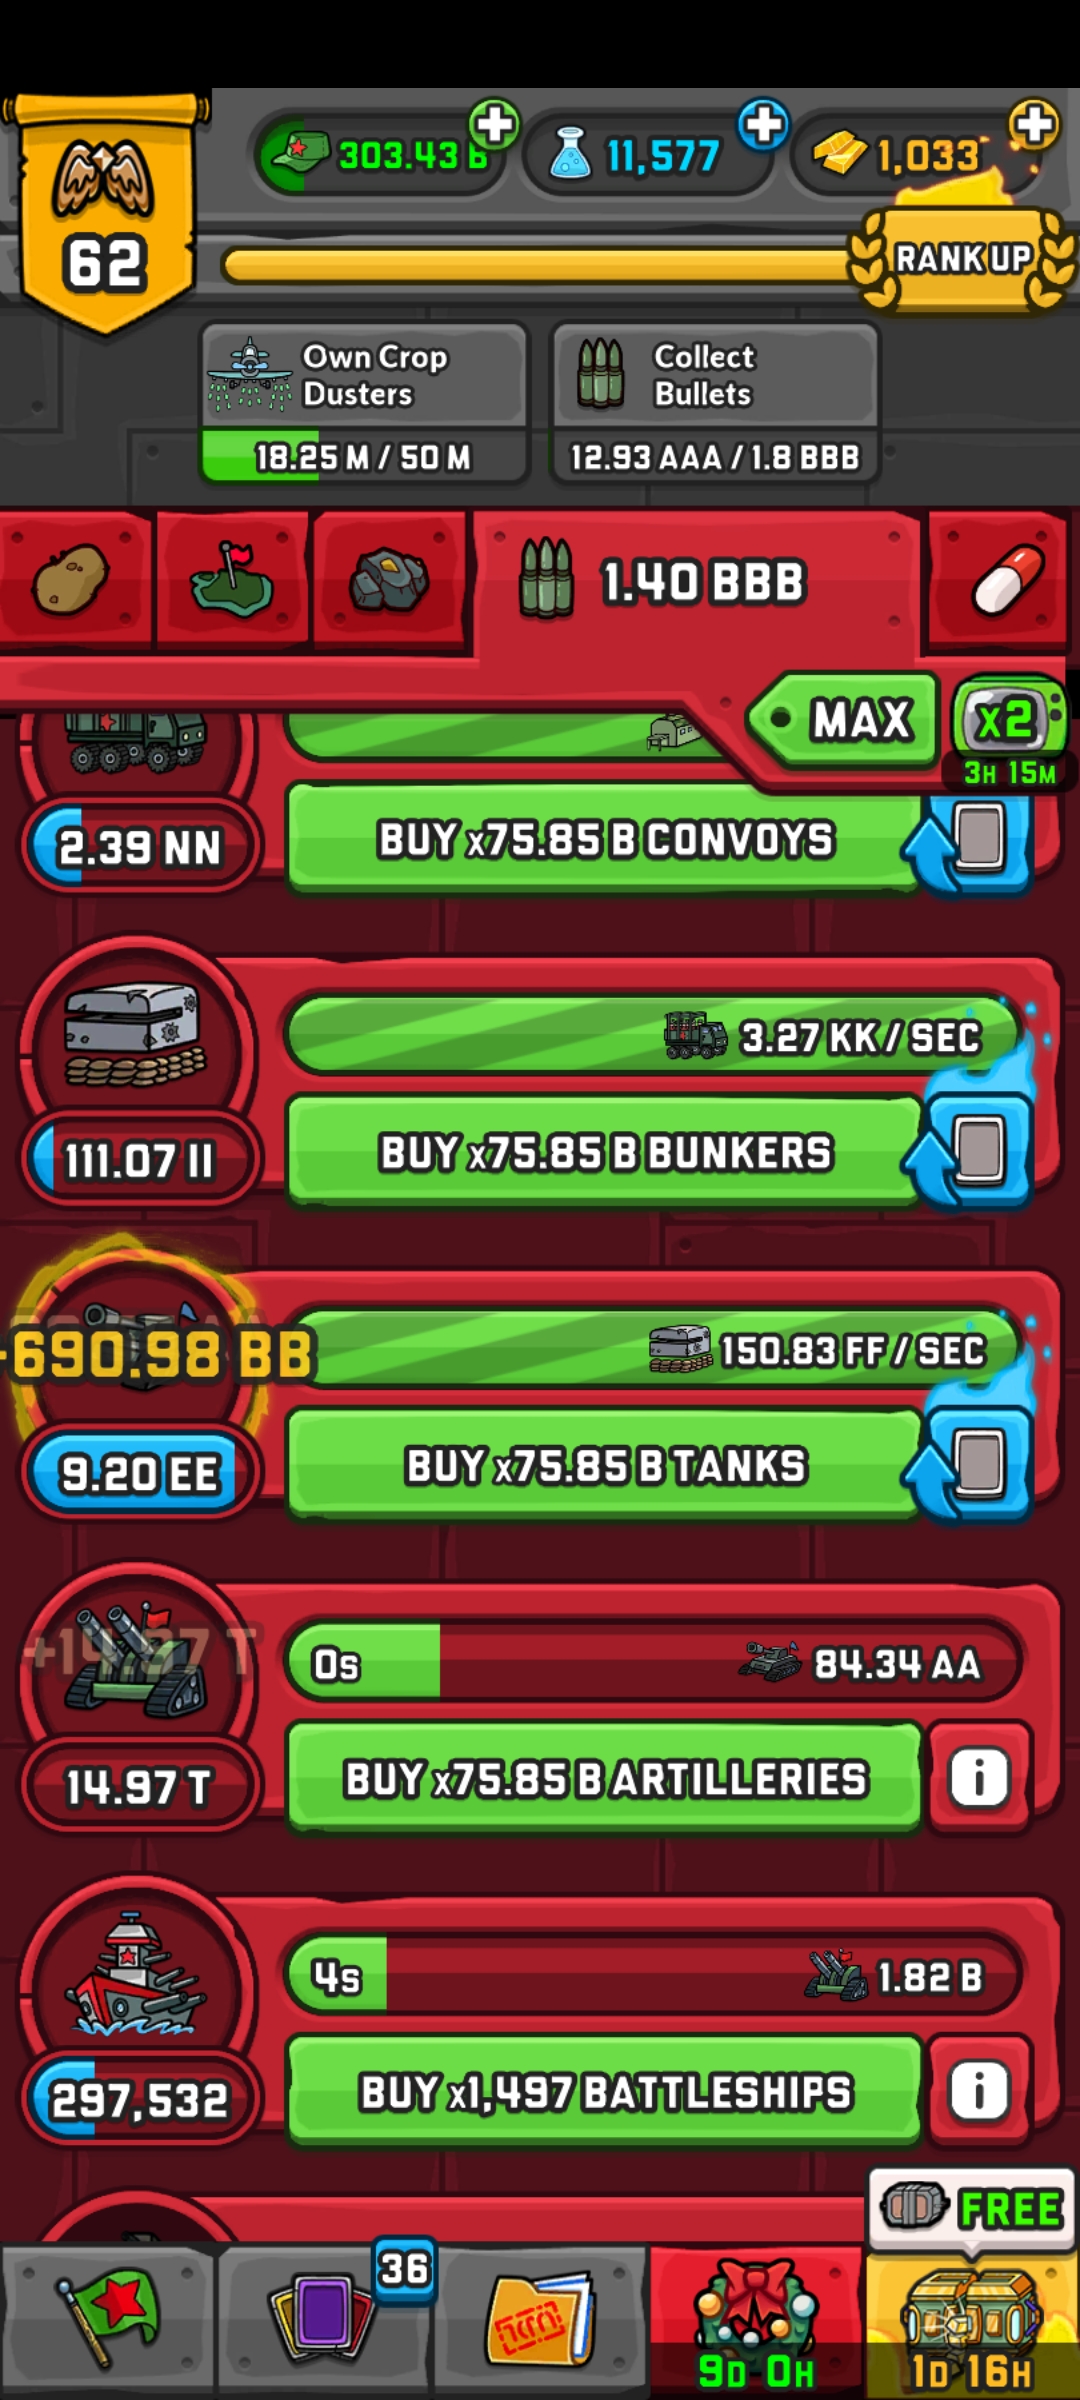 303.43 B
11,577
1,033
62
RANK UP
Own Crop
Dusters
18.25 M / 50 M
Collect
Bullets
12.93 AAA / 1.8 BBB
1.40 BBB
MAX
x2
3H 15M
2.39 NN
BUY x75.85 B CONVOYS
3.27 KK / SEC
111.07 II
BUY x75.85 B BUNKERS
-690.98 BB
150.83 FF / SEC
9.20 EE
BUY x75.85 B TANKS
+14.97 T
0s
84.34 AA
14.97 T
BUY x75.85 B ARTILLERIES
i
4s
1.82 B
297,532
BUY x1,497 BATTLESHIPS
i
FREE
36
9D 0H
1D 16H